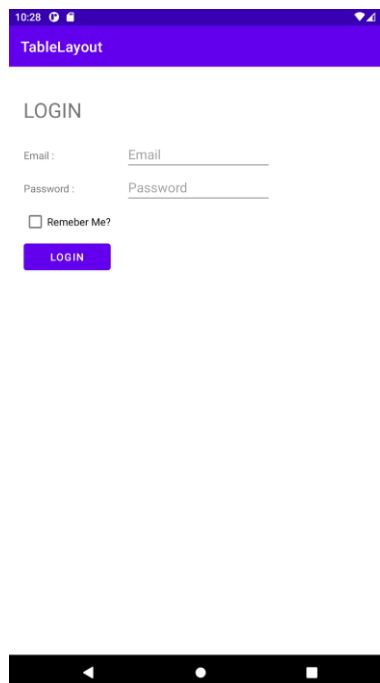 10:28
TableLayout
LOGIN
Email : Email
Password : Password
Remeber Me?
LOGIN